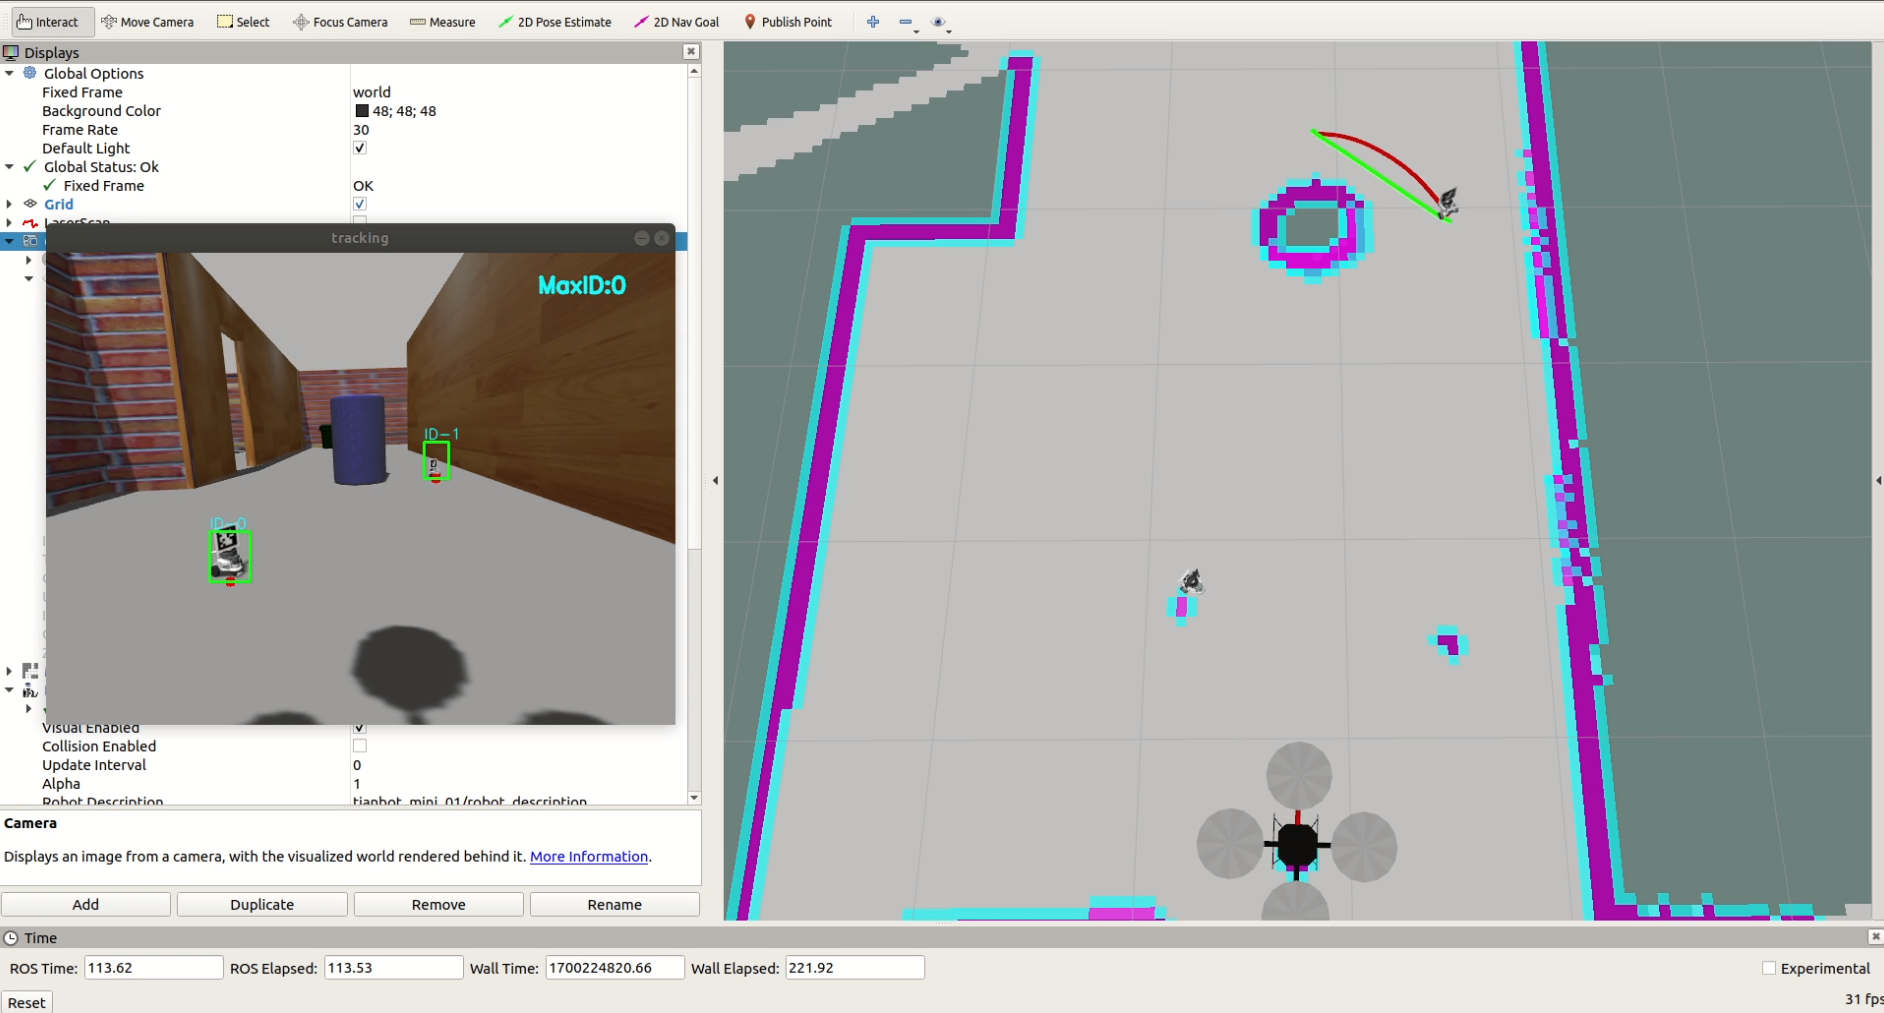 Interact Move Camera Select Focus Camera Measure 2D Pose Estimate 2D Nav Goal Publish Point
Displays
Global Options
Fixed Frame world
Background Color 48; 48; 48
Frame Rate 30
Default Light
Global Status: Ok
Fixed Frame OK
Grid
LaserScan
tracking
MaxID:0
ID-1
ID-0
Visual Enabled
Collision Enabled
Update Interval 0
Alpha 1
Robot Description tianbot_mini_01/robot_description
Camera
Displays an image from a camera, with the visualized world rendered behind it. More Information.
Add Duplicate Remove Rename
Time
ROS Time: 113.62 ROS Elapsed: 113.53 Wall Time: 1700224820.66 Wall Elapsed: 221.92 Experimental
Reset 31 fps